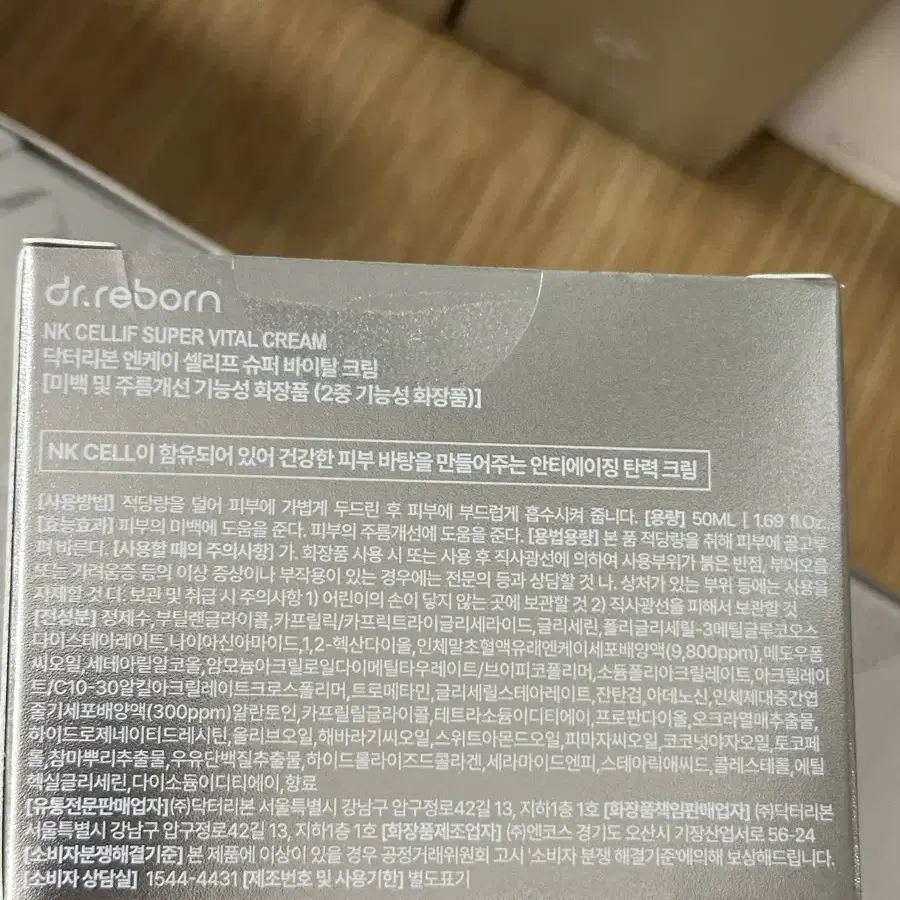 dr.reborn
NK CELLIF SUPER VITAL CREAM
닥터리본 엔케이 셀리프 슈퍼 바이탈 크림
[미백 및 주름개선 기능성 화장품 (2중 기능성 화장품)]
NK CELL이 함유되어 있어 건강한 피부 바탕을 만들어주는 안티에이징 탄력 크림
[사용방법] 적당량을 덜어 피부에 가볍게 두드린 후 피부에 부드럽게 흡수시켜 줍니다. [용량] 50ML | 1.69 fl.Oz.
[효능효과] 피부의 미백에 도움을 준다. 피부의 주름개선에 도움을 준다. [용법용량] 본 품 적당량을 취해 피부에 골고루
펴 바른다. [사용할 때의 주의사항] 가. 화장품 사용 시 또는 사용 후 직사광선에 의하여 사용부위가 붉은 반점, 부어오름
또는 가려움증 등의 이상 증상이나 부작용이 있는 경우에는 전문의 등과 상담할 것 나. 상처가 있는 부위 등에는 사용을
자제할 것 다. 보관 및 취급 시 주의사항 1) 어린이의 손이 닿지 않는 곳에 보관할 것 2) 직사광선을 피해서 보관할 것
[전성분] 정제수,부틸렌글라이콜,카프릴릭/카프릭트라이글리세라이드,글리세린,폴리글리세릴-3메틸글루코오스
다이스테아레이트,나이아신아마이드,1,2-헥산다이올,인체말초혈액유래엔케이세포배양액(9,800ppm),메도우폼
씨오일,세테아릴알코올,암모늄아크릴로일다이메틸타우레이트/브이피코폴리머,소듐폴리아크릴레이트,아크릴레이
트/C10-30알킬아크릴레이트크로스폴리머,트로메타민,글리세릴스테아레이트,잔탄검,아데노신,인체제대중간엽
줄기세포배양액(300ppm)알란토인,카프릴릴글라이콜,테트라소듐이디티에이,프로판다이올,오크라열매추출물,
하이드로제네이티드레시틴,올리브오일,해바라기씨오일,스위트아몬드오일,피마자씨오일,코코넛야자오일,토코페
롤,참마뿌리추출물,우유단백질추출물,하이드롤라이즈드콜라겐,세라마이드엔피,스테아릭애씨드,콜레스테롤,에틸
헥실글리세린,다이소듐이디티에이,향료
[유통전문판매업자](주)닥터리본 서울특별시 강남구 압구정로42길 13, 지하1층 1호 [화장품책임판매업자] (주)닥터리본
서울특별시 강남구 압구정로42길 13, 지하1층 1호 [화장품제조업자] (주)엔코스 경기도 오산시 기장산업서로 56-24
[소비자분쟁해결기준] 본 제품에 이상이 있을 경우 공정거래위원회 고시 '소비자 분쟁 해결기준'에의해 보상해드립니다.
[소비자 상담실] 1544-4431 [제조번호 및 사용기한] 별도표기